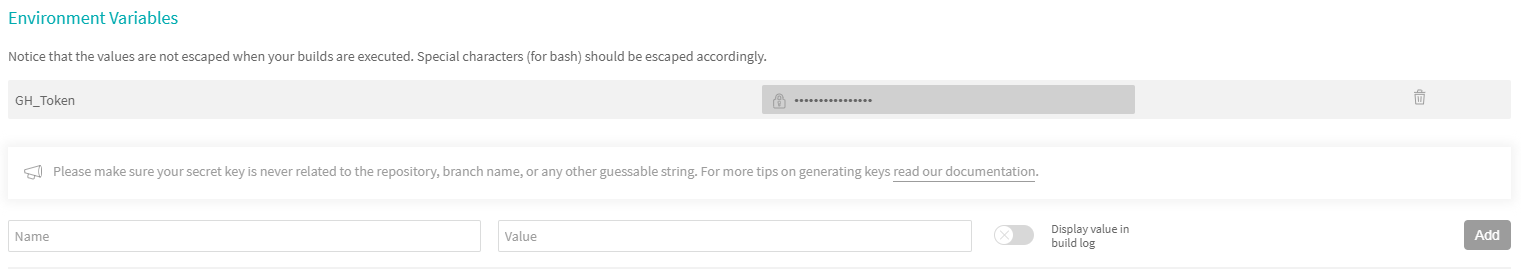 Environment Variables
Notice that the values are not escaped when your builds are executed. Special characters (for bash) should be escaped accordingly.
GH_Token ••••••••••••••••
Please make sure your secret key is never related to the repository, branch name, or any other guessable string. For more tips on generating keys read our documentation.
Name Value Display value in Add
build log